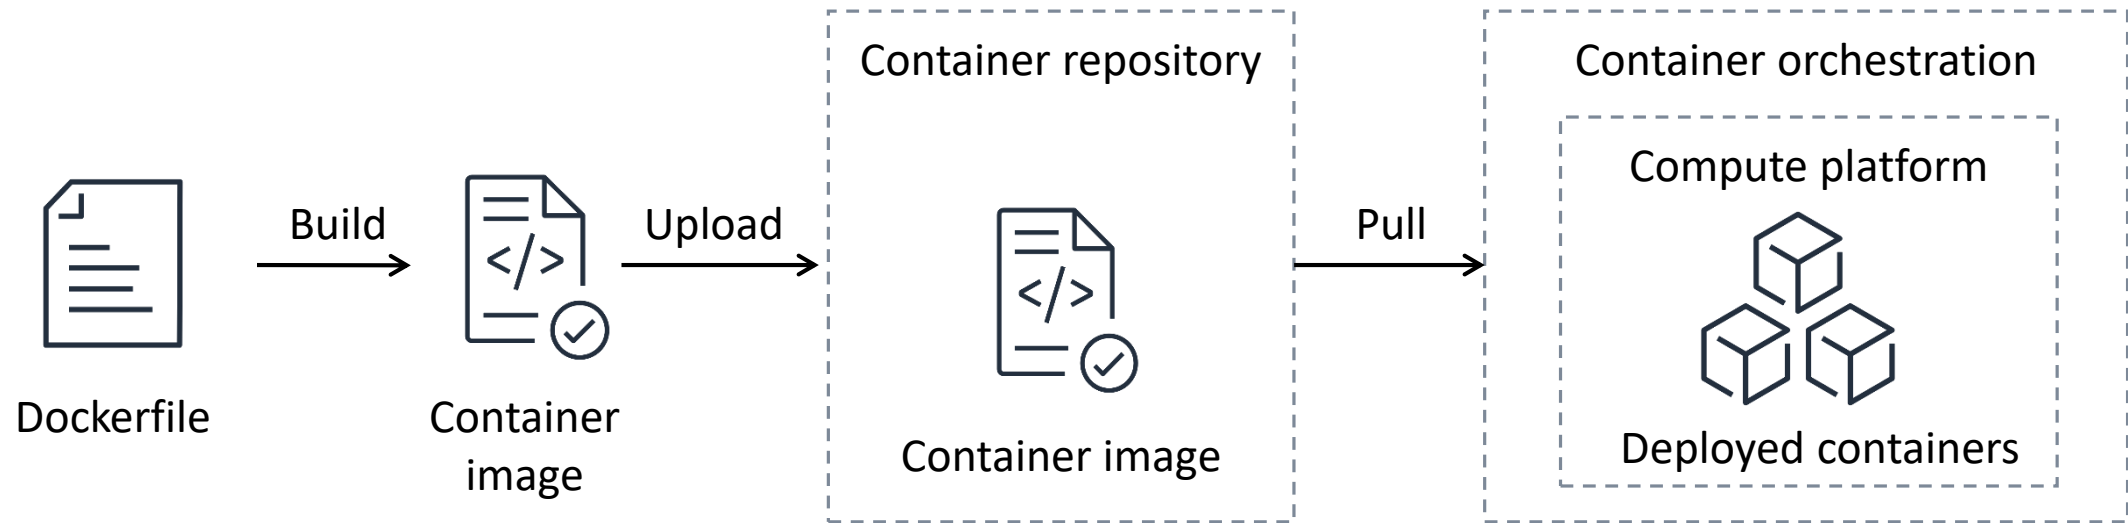 Dockerfile
Build
Container
image
Upload
Container repository
</>
Container image
Pull
Container orchestration
Compute platform
Deployed containers